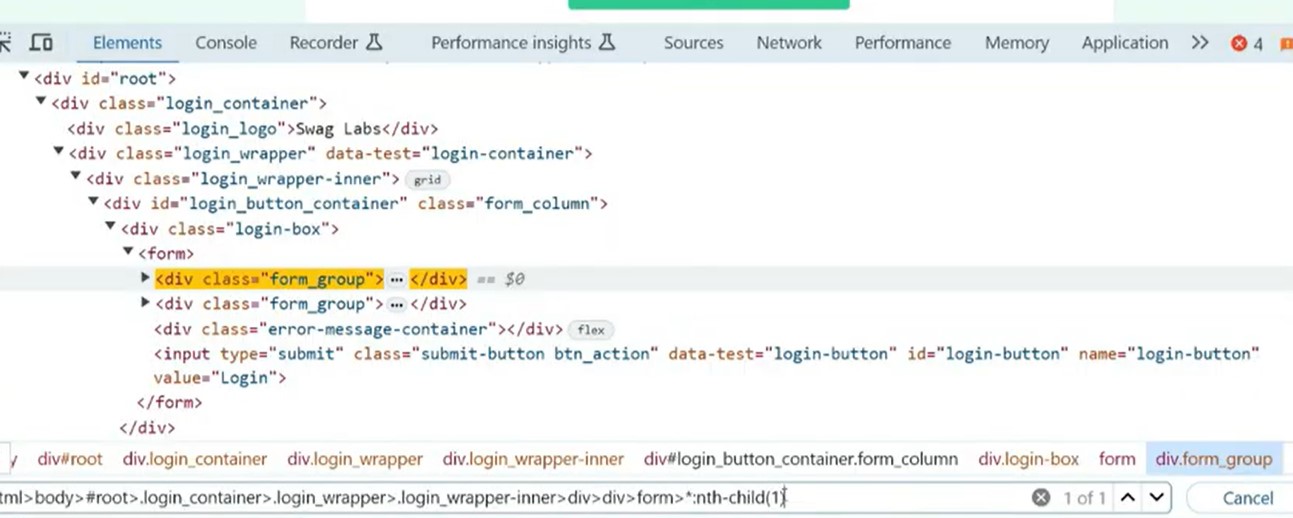 Elements Console Recorder Performance insights Sources Network Performance Memory Application >> 4
<div id="root">
<div class="login_container">
<div class="login_logo">Swag Labs</div>
<div class="login_wrapper" data-test="login-container">
<div class="login_wrapper-inner"> grid
<div id="login_button_container" class="form_column">
<div class="login-box">
<form>
<div class="form_group"> … </div> == $0
<div class="form_group"> … </div>
<div class="error-message-container"></div> flex
<input type="submit" class="submit-button btn_action" data-test="login-button" id="login-button" name="login-button"
value="Login">
</form>
</div>
y div#root div.login_container div.login_wrapper div.login_wrapper-inner div#login_button_container.form_column div.login-box form div.form_group
tml>body>#root>.login_container>.login_wrapper>.login_wrapper-inner>div>div>form>*:nth-child(1) 1 of 1 Cancel